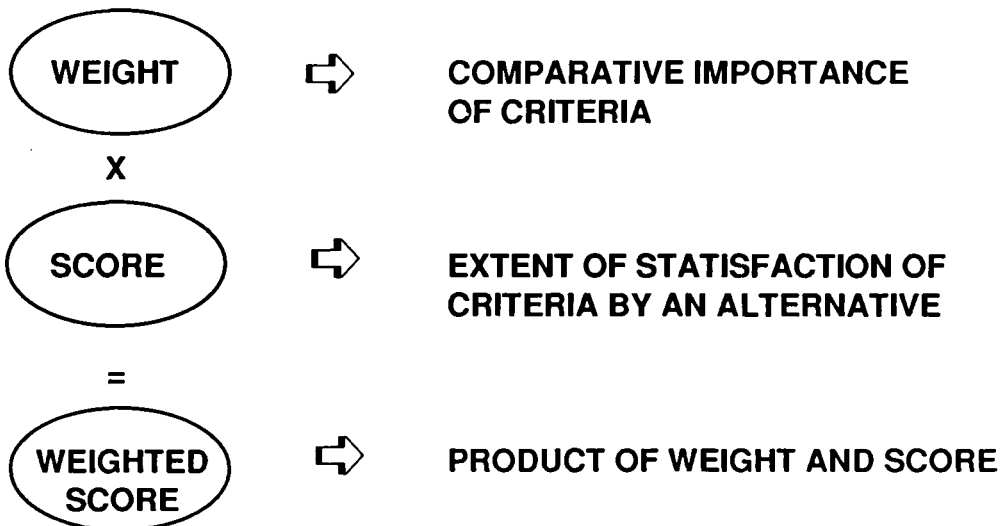 WEIGHT
COMPARATIVE IMPORTANCE
OF CRITERIA
X
SCORE
EXTENT OF STATISFACTION OF
CRITERIA BY AN ALTERNATIVE
=
WEIGHTED
SCORE
PRODUCT OF WEIGHT AND SCORE